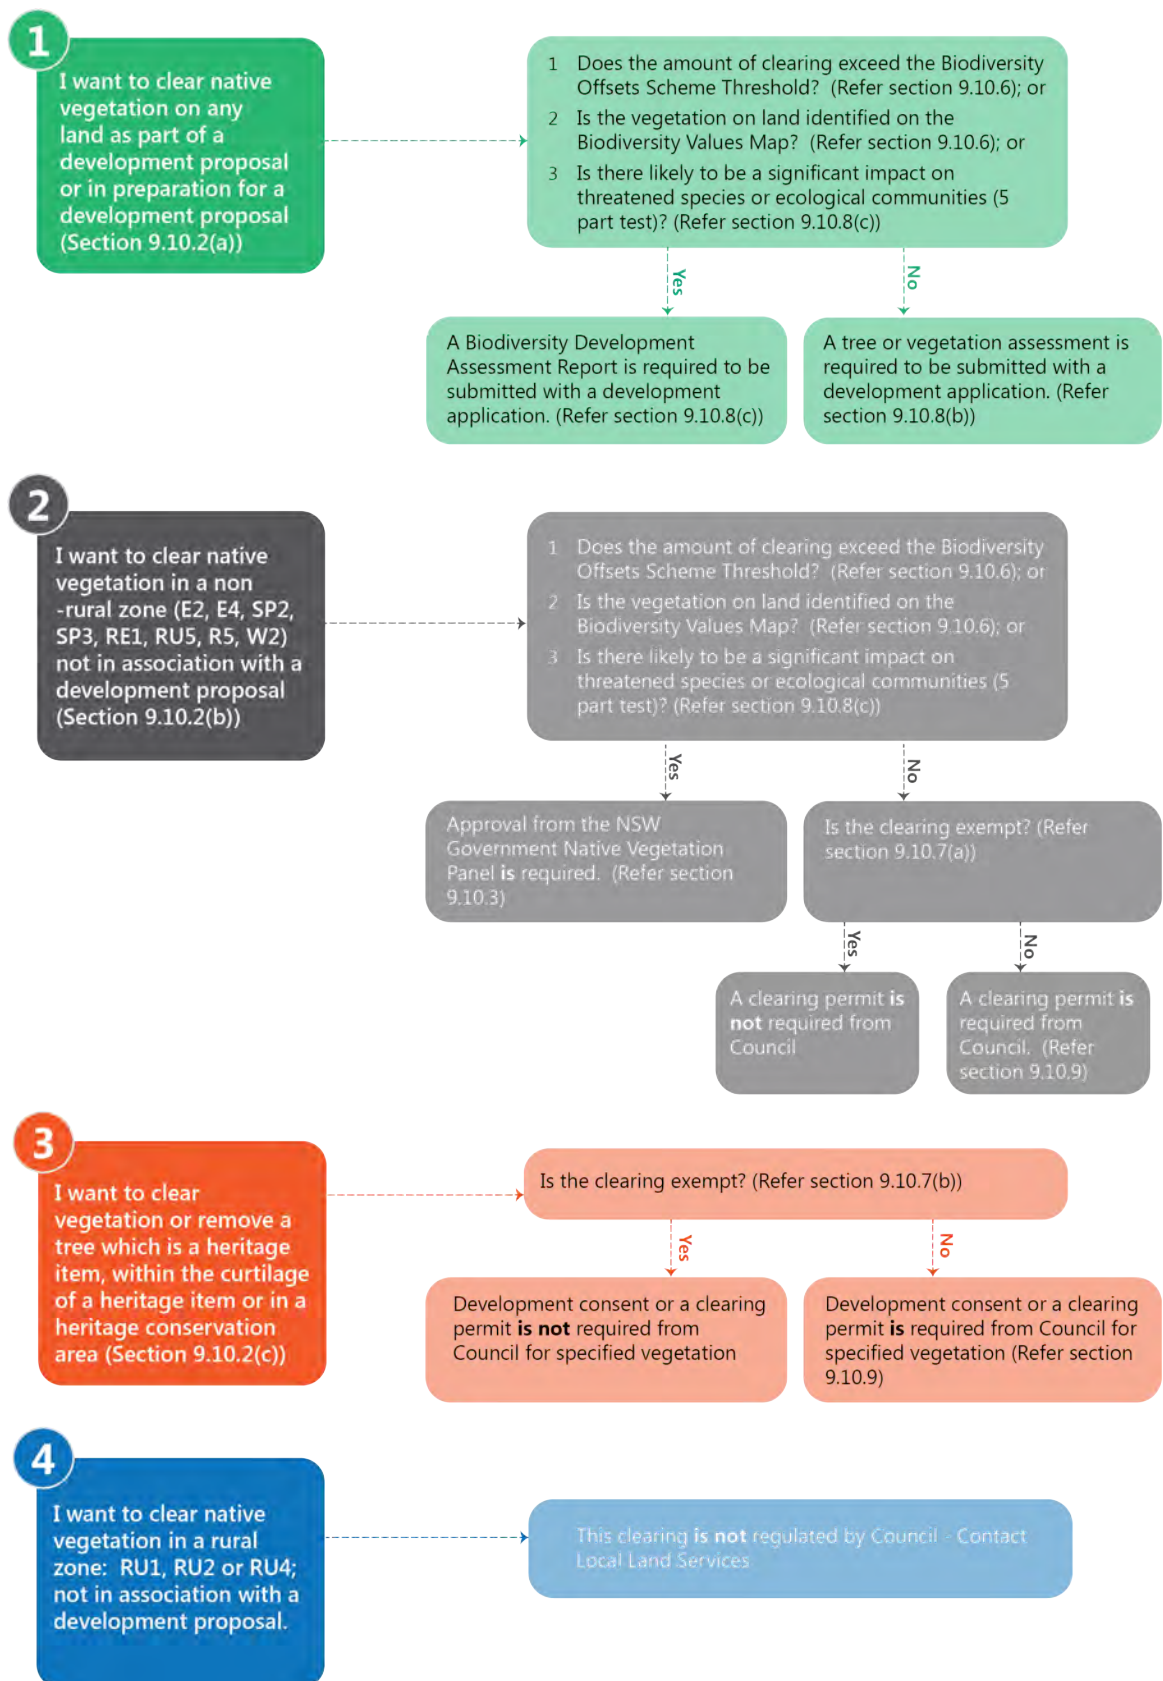 1
I want to clear native
vegetation on any
land as part of a
development proposal
or in preparation for a
development proposal
(Section 9.10.2(a))
1 Does the amount of clearing exceed the Biodiversity
Offsets Scheme Threshold? (Refer section 9.10.6); or
2 Is the vegetation on land identified on the
Biodiversity Values Map? (Refer section 9.10.6); or
3 Is there likely to be a significant impact on
threatened species or ecological communities (5
part test)? (Refer section 9.10.8(c))
Yes
No
A Biodiversity Development
Assessment Report is required to be
submitted with a development
application. (Refer section 9.10.8(c))
A tree or vegetation assessment is
required to be submitted with a
development application. (Refer
section 9.10.8(b))
2
I want to clear native
vegetation in a non
-rural zone (E2, E4, SP2,
SP3, RE1, RU5, R5, W2)
not in association with a
development proposal
(Section 9.10.2(b))
1 Does the amount of clearing exceed the Biodiversity
Offsets Scheme Threshold? (Refer section 9.10.6); or
2 Is the vegetation on land identified on the
Biodiversity Values Map? (Refer section 9.10.6); or
3 Is there likely to be a significant impact on
threatened species or ecological communities (5
part test)? (Refer section 9.10.8(c))
Yes
No
Approval from the NSW
Government Native Vegetation
Panel is required. (Refer section
9.10.3)
Is the clearing exempt? (Refer
section 9.10.7(a))
Yes
No
A clearing permit is
not required from
Council
A clearing permit is
required from
Council. (Refer
section 9.10.9)
3
I want to clear
vegetation or remove a
tree which is a heritage
item, within the curtilage
of a heritage item or in a
heritage conservation
area (Section 9.10.2(c))
Is the clearing exempt? (Refer section 9.10.7(b))
Yes
No
Development consent or a clearing
permit is not required from
Council for specified vegetation
Development consent or a clearing
permit is required from Council for
specified vegetation (Refer section
9.10.9)
4
I want to clear native
vegetation in a rural
zone: RU1, RU2 or RU4;
not in association with a
development proposal.
This clearing is not regulated by Council - Contact
Local Land Services